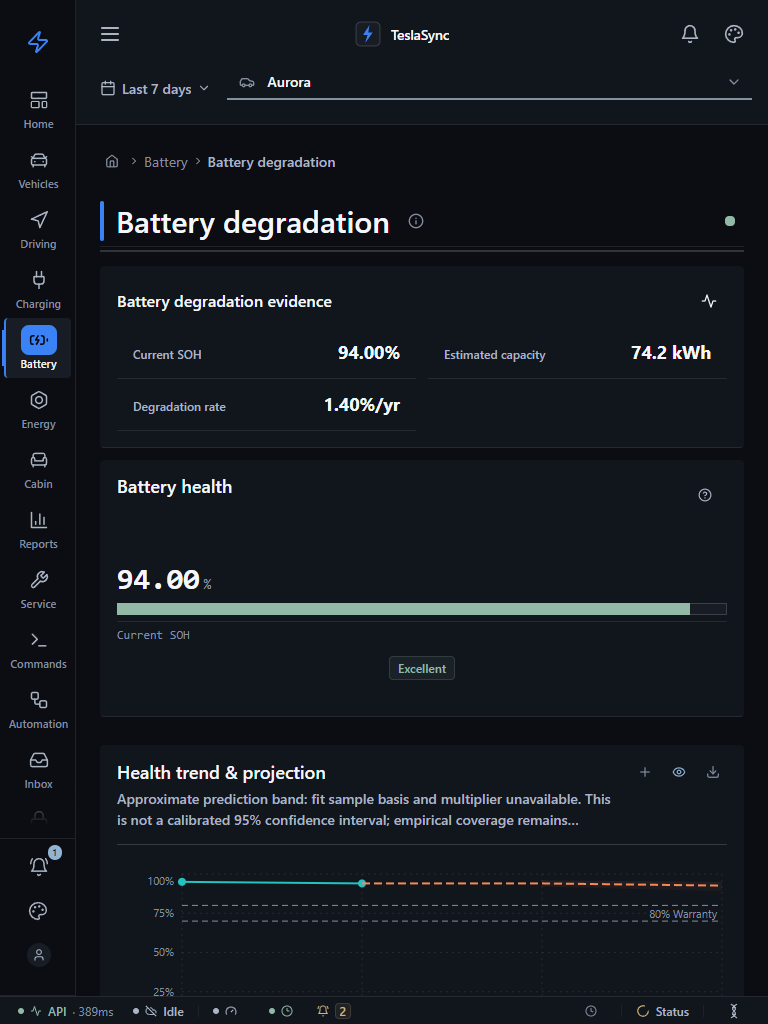 TeslaSync
Last 7 days
Aurora
Home
Vehicles
Driving
Charging
Battery
Energy
Cabin
Reports
Service
Commands
Automation
Inbox
1
Battery
Battery degradation
Battery degradation
Battery degradation evidence
Current SOH 94.00%
Estimated capacity 74.2 kWh
Degradation rate 1.40%/yr
Battery health
94.00 %
Current SOH
Excellent
Health trend & projection
Approximate prediction band: fit sample basis and multiplier unavailable. This
is not a calibrated 95% confidence interval; empirical coverage remains...
100%
75%
80% Warranty
50%
25%
API · 389ms
Idle
2
Status